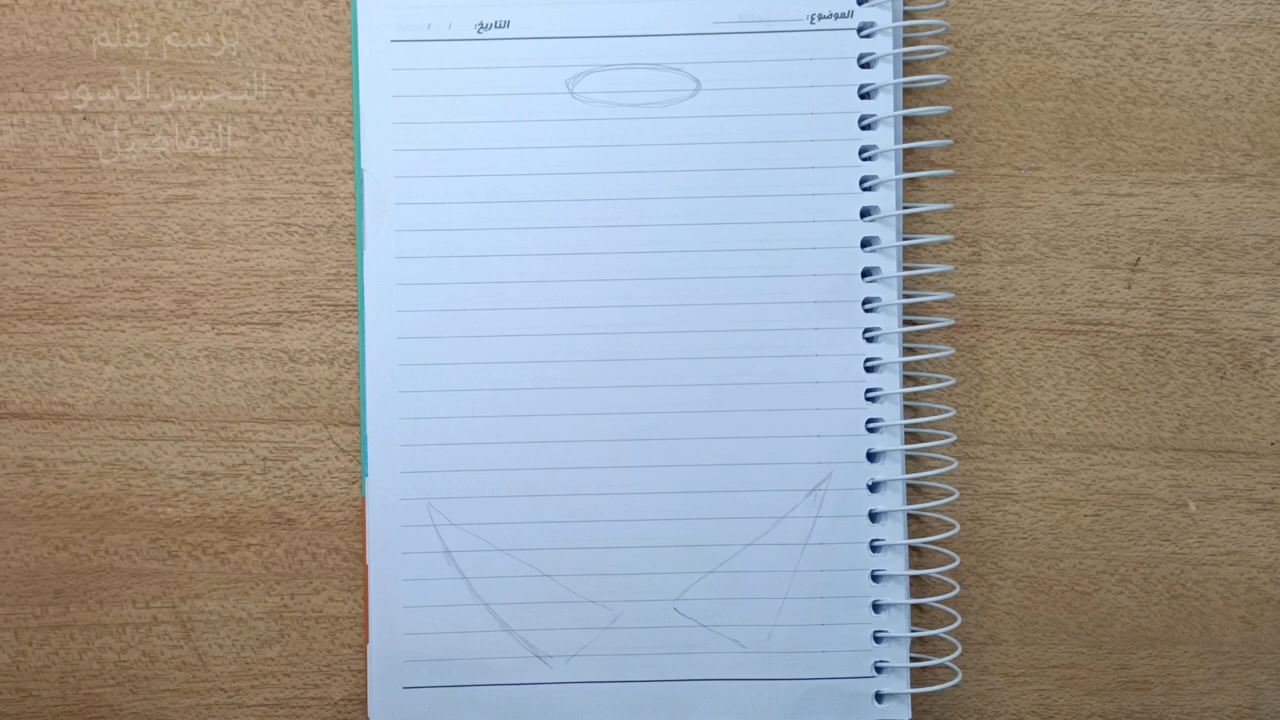 الموضوع:
التاريخ: / /
برسم بقلم
التحبير الأسود
التفاصيل